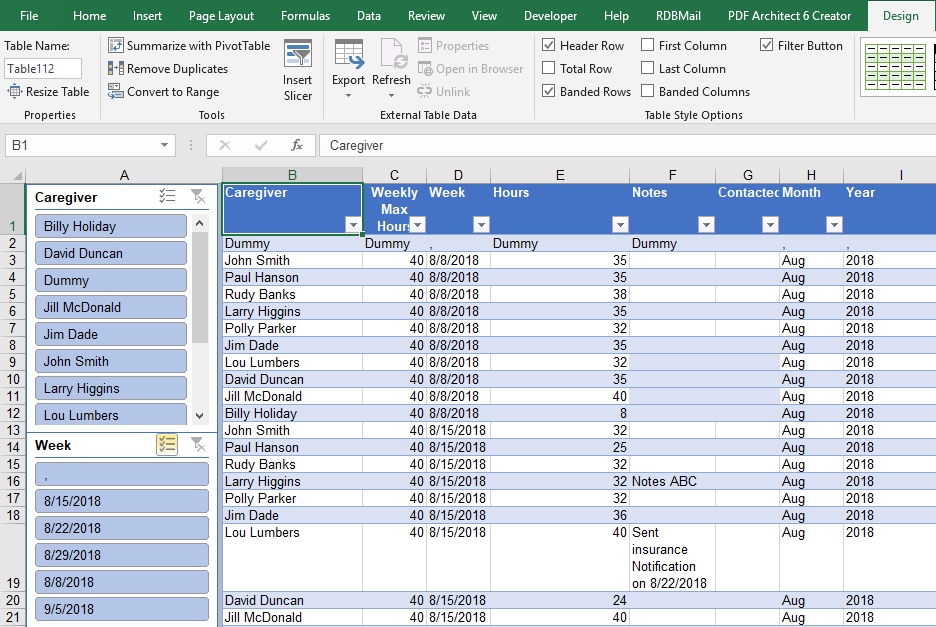 File Home Insert Page Layout Formulas Data Review View Developer Help RDBMail PDF Architect 6 Creator Design
Table Name:
Table112
Resize Table
Properties
Summarize with PivotTable
Remove Duplicates
Convert to Range
Insert
Slicer
Tools
Export Refresh
Properties
Open in Browser
Unlink
External Table Data
Header Row First Column Filter Button
Total Row Last Column
Banded Rows Banded Columns
Table Style Options
B1 fx Caregiver
A B C D E F G H I
Caregiver
Billy Holiday
David Duncan
Dummy
Jill McDonald
Jim Dade
John Smith
Larry Higgins
Lou Lumbers
Week
,
8/15/2018
8/22/2018
8/29/2018
8/8/2018
9/5/2018
1 Caregiver Weekly Max Hours Week Hours Notes Contactec Month Year
2 Dummy Dummy , Dummy Dummy , ,
3 John Smith 40 8/8/2018 35 Aug 2018
4 Paul Hanson 40 8/8/2018 35 Aug 2018
5 Rudy Banks 40 8/8/2018 38 Aug 2018
6 Larry Higgins 40 8/8/2018 35 Aug 2018
7 Polly Parker 40 8/8/2018 32 Aug 2018
8 Jim Dade 40 8/8/2018 35 Aug 2018
9 Lou Lumbers 40 8/8/2018 32 Aug 2018
10 David Duncan 40 8/8/2018 35 Aug 2018
11 Jill McDonald 40 8/8/2018 40 Aug 2018
12 Billy Holiday 40 8/8/2018 8 Aug 2018
13 John Smith 40 8/15/2018 32 Aug 2018
14 Paul Hanson 40 8/15/2018 25 Aug 2018
15 Rudy Banks 40 8/15/2018 32 Aug 2018
16 Larry Higgins 40 8/15/2018 32 Notes ABC Aug 2018
17 Polly Parker 40 8/15/2018 32 Aug 2018
18 Jim Dade 40 8/15/2018 36 Aug 2018
Lou Lumbers 40 8/15/2018 40 Sent Aug 2018
insurance
Notification
19 on 8/22/2018
20 David Duncan 40 8/15/2018 24 Aug 2018
21 Jill McDonald 40 8/15/2018 40 Aug 2018